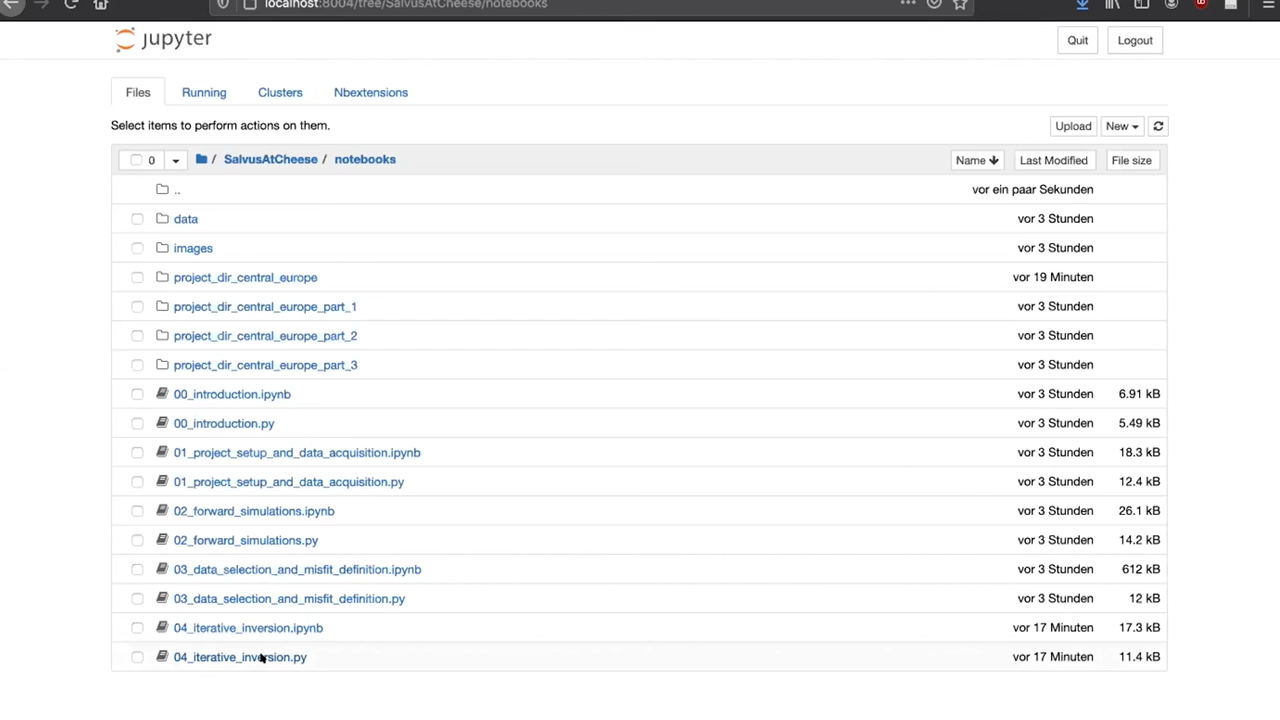 localhost:8004/tree/SalvusAtCheese/notebooks
jupyter
Quit Logout
Files Running Clusters Nbextensions
Select items to perform actions on them.
Upload New
0 / SalvusAtCheese / notebooks Name Last Modified File size
.. vor ein paar Sekunden
data vor 3 Stunden
images vor 3 Stunden
project_dir_central_europe vor 19 Minuten
project_dir_central_europe_part_1 vor 3 Stunden
project_dir_central_europe_part_2 vor 3 Stunden
project_dir_central_europe_part_3 vor 3 Stunden
00_introduction.ipynb vor 3 Stunden 6.91 kB
00_introduction.py vor 3 Stunden 5.49 kB
01_project_setup_and_data_acquisition.ipynb vor 3 Stunden 18.3 kB
01_project_setup_and_data_acquisition.py vor 3 Stunden 12.4 kB
02_forward_simulations.ipynb vor 3 Stunden 26.1 kB
02_forward_simulations.py vor 3 Stunden 14.2 kB
03_data_selection_and_misfit_definition.ipynb vor 3 Stunden 612 kB
03_data_selection_and_misfit_definition.py vor 3 Stunden 12 kB
04_iterative_inversion.ipynb vor 17 Minuten 17.3 kB
04_iterative_inversion.py vor 17 Minuten 11.4 kB